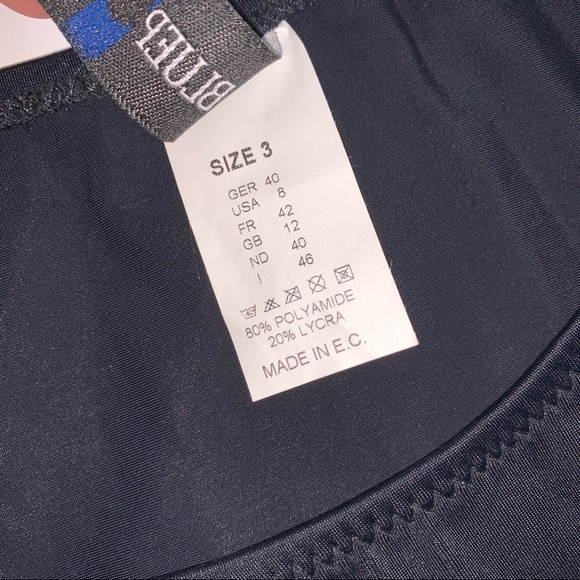 SIZE 3
GER 40
USA 8
FR 42
GB 12
ND 40
I 46
80% POLYAMIDE
20% LYCRA
MADE IN E.C.